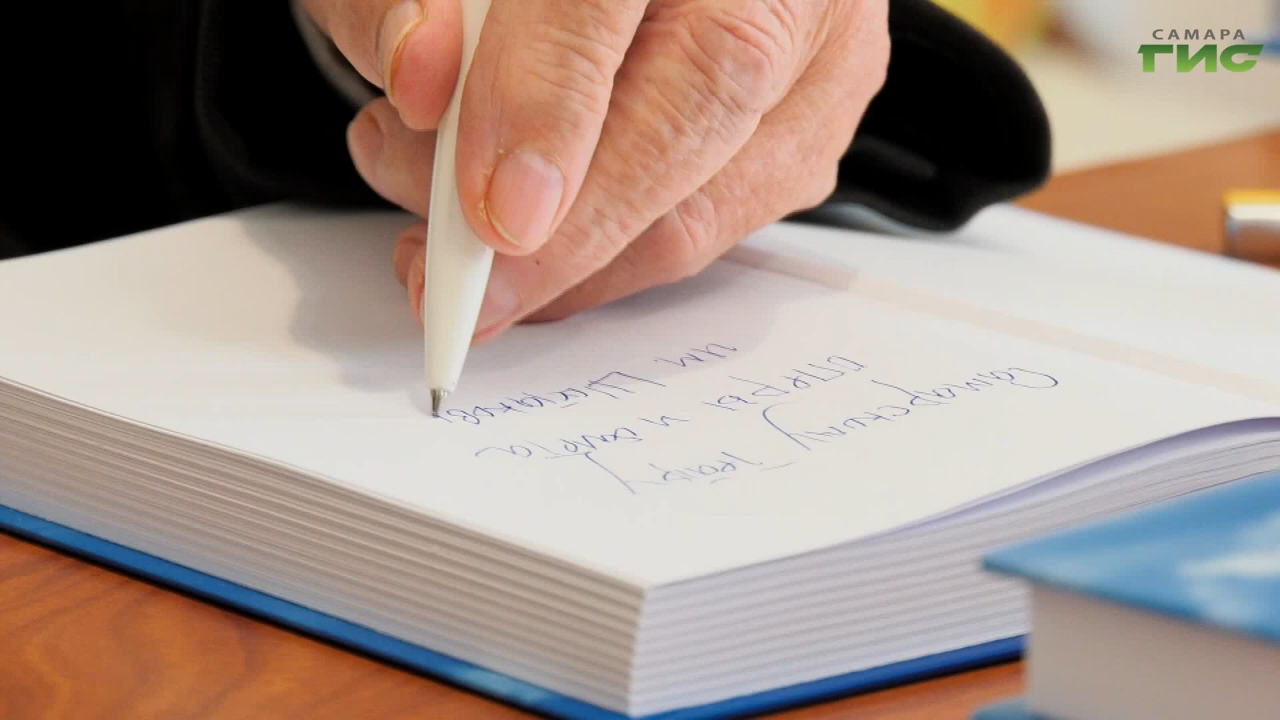 САМАРА
ГИС
Самарскому театру
оперы и балета
им.